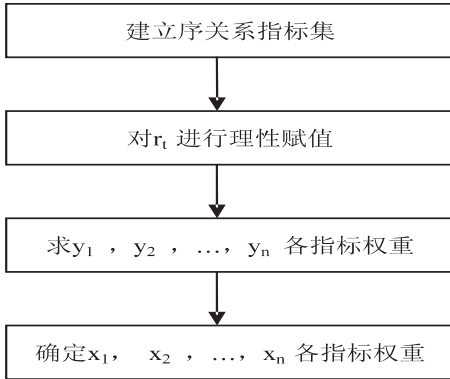 建立序关系指标集
对rₜ 进行理性赋值
求y₁ ， y₂ ， …， yₙ 各指标权重
确定x₁， x₂ ， …， xₙ 各指标权重